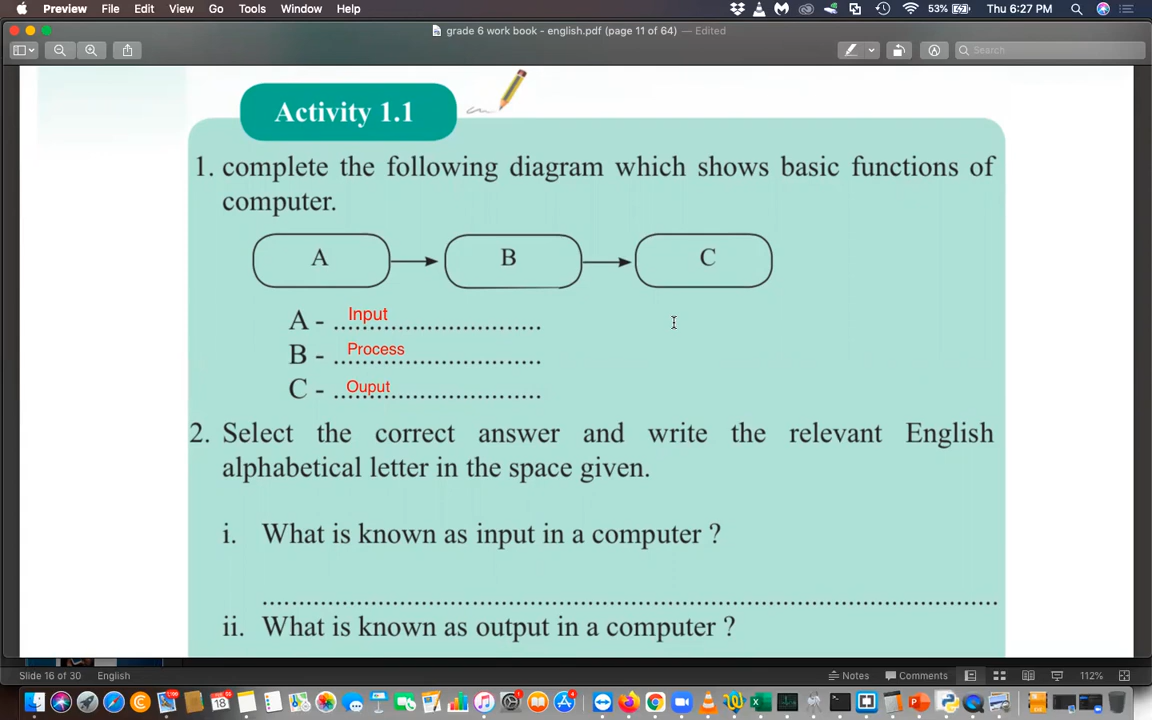 Preview File Edit View Go Tools Window Help 53% Thu 6:27 PM
grade 6 work book - english.pdf (page 11 of 64) — Edited
Search
Activity 1.1
1. complete the following diagram which shows basic functions of
computer.
A B C
A - Input
B - Process
C - Ouput
2. Select the correct answer and write the relevant English
alphabetical letter in the space given.
i. What is known as input in a computer ?
ii. What is known as output in a computer ?
Slide 16 of 30 English Notes Comments 112%